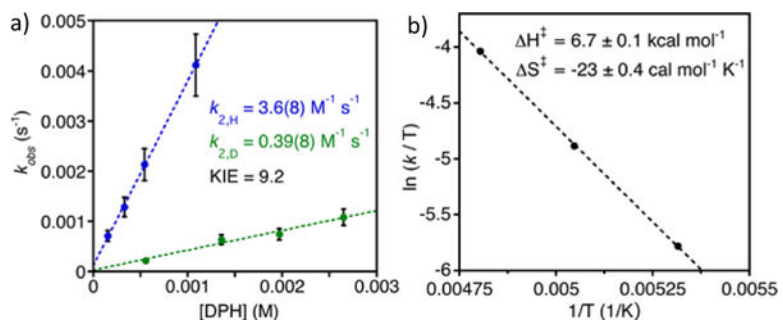 a)
0.005
0.004
0.003
0.002
0.001
0
k2,H = 3.6(8) M⁻¹ s⁻¹
k2,D = 0.39(8) M⁻¹ s⁻¹
KIE = 9.2
kobs (s⁻¹)
0 0.001 0.002 0.003
[DPH] (M)
b)
ΔH‡ = 6.7 ± 0.1 kcal mol⁻¹
ΔS‡ = -23 ± 0.4 cal mol⁻¹ K⁻¹
-4
-4.5
-5
-5.5
-6
ln (k / T)
0.00475 0.005 0.00525 0.0055
1/T (1/K)